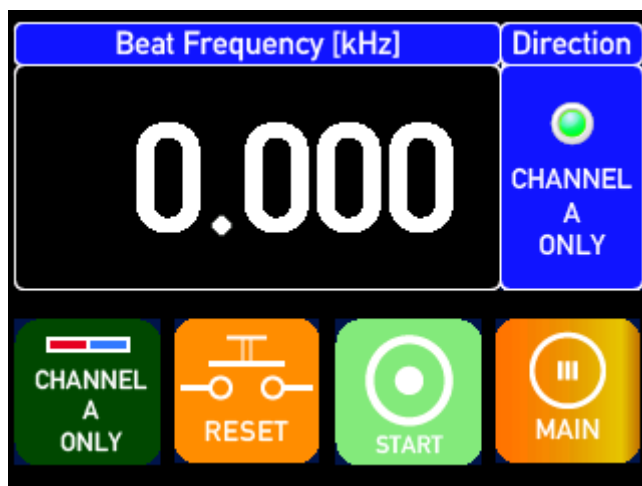 Beat Frequency [kHz]
Direction
0.000
CHANNEL
A
ONLY
CHANNEL
A
ONLY
RESET
START
MAIN